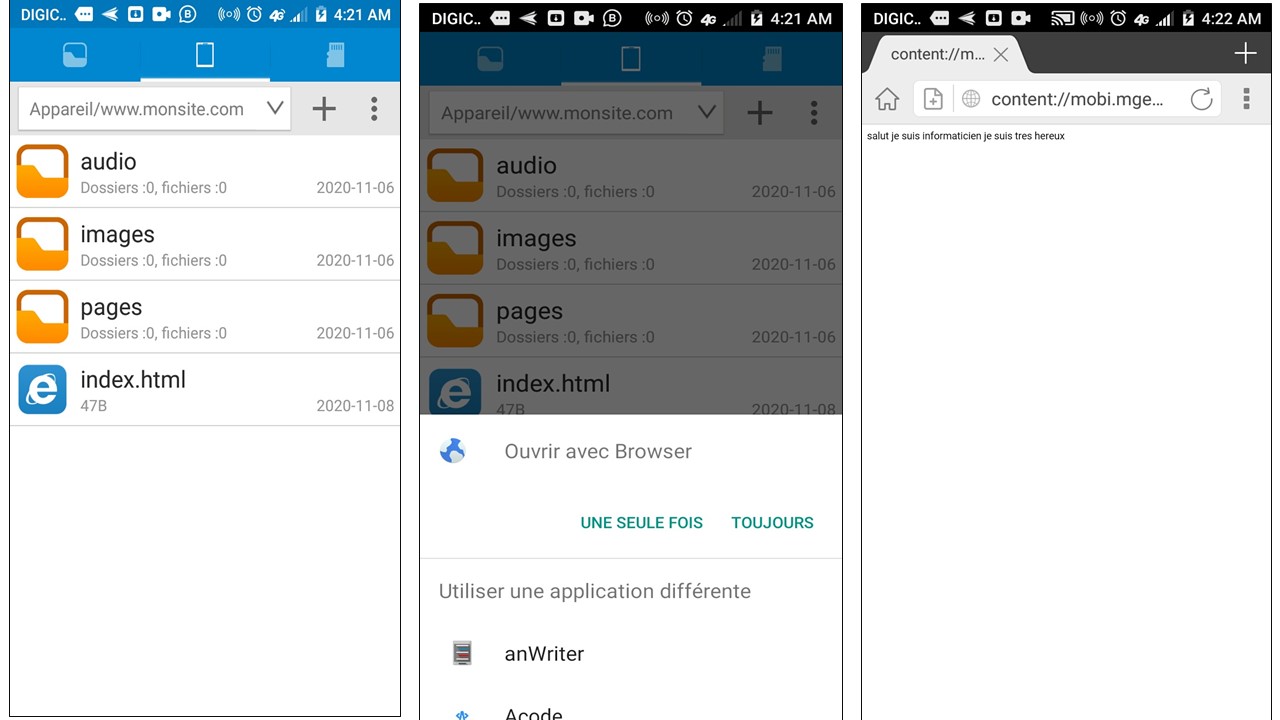 DIGIC.. 4G 4:21 AM
Appareil/www.monsite.com
audio
Dossiers :0, fichiers :0 2020-11-06
images
Dossiers :0, fichiers :0 2020-11-06
pages
Dossiers :0, fichiers :0 2020-11-06
index.html
47B 2020-11-08
DIGIC.. B 4G 4:21 AM
Appareil/www.monsite.com
audio
Dossiers :0, fichiers :0 2020-11-06
images
Dossiers :0, fichiers :0 2020-11-06
pages
Dossiers :0, fichiers :0 2020-11-06
index.html
47B 2020-11-08
Ouvrir avec Browser
UNE SEULE FOIS TOUJOURS
Utiliser une application différente
anWriter
Acode
DIGIC.. 4G 4:22 AM
content://m...
content://mobi.mge...
salut je suis informaticien je suis tres hereux